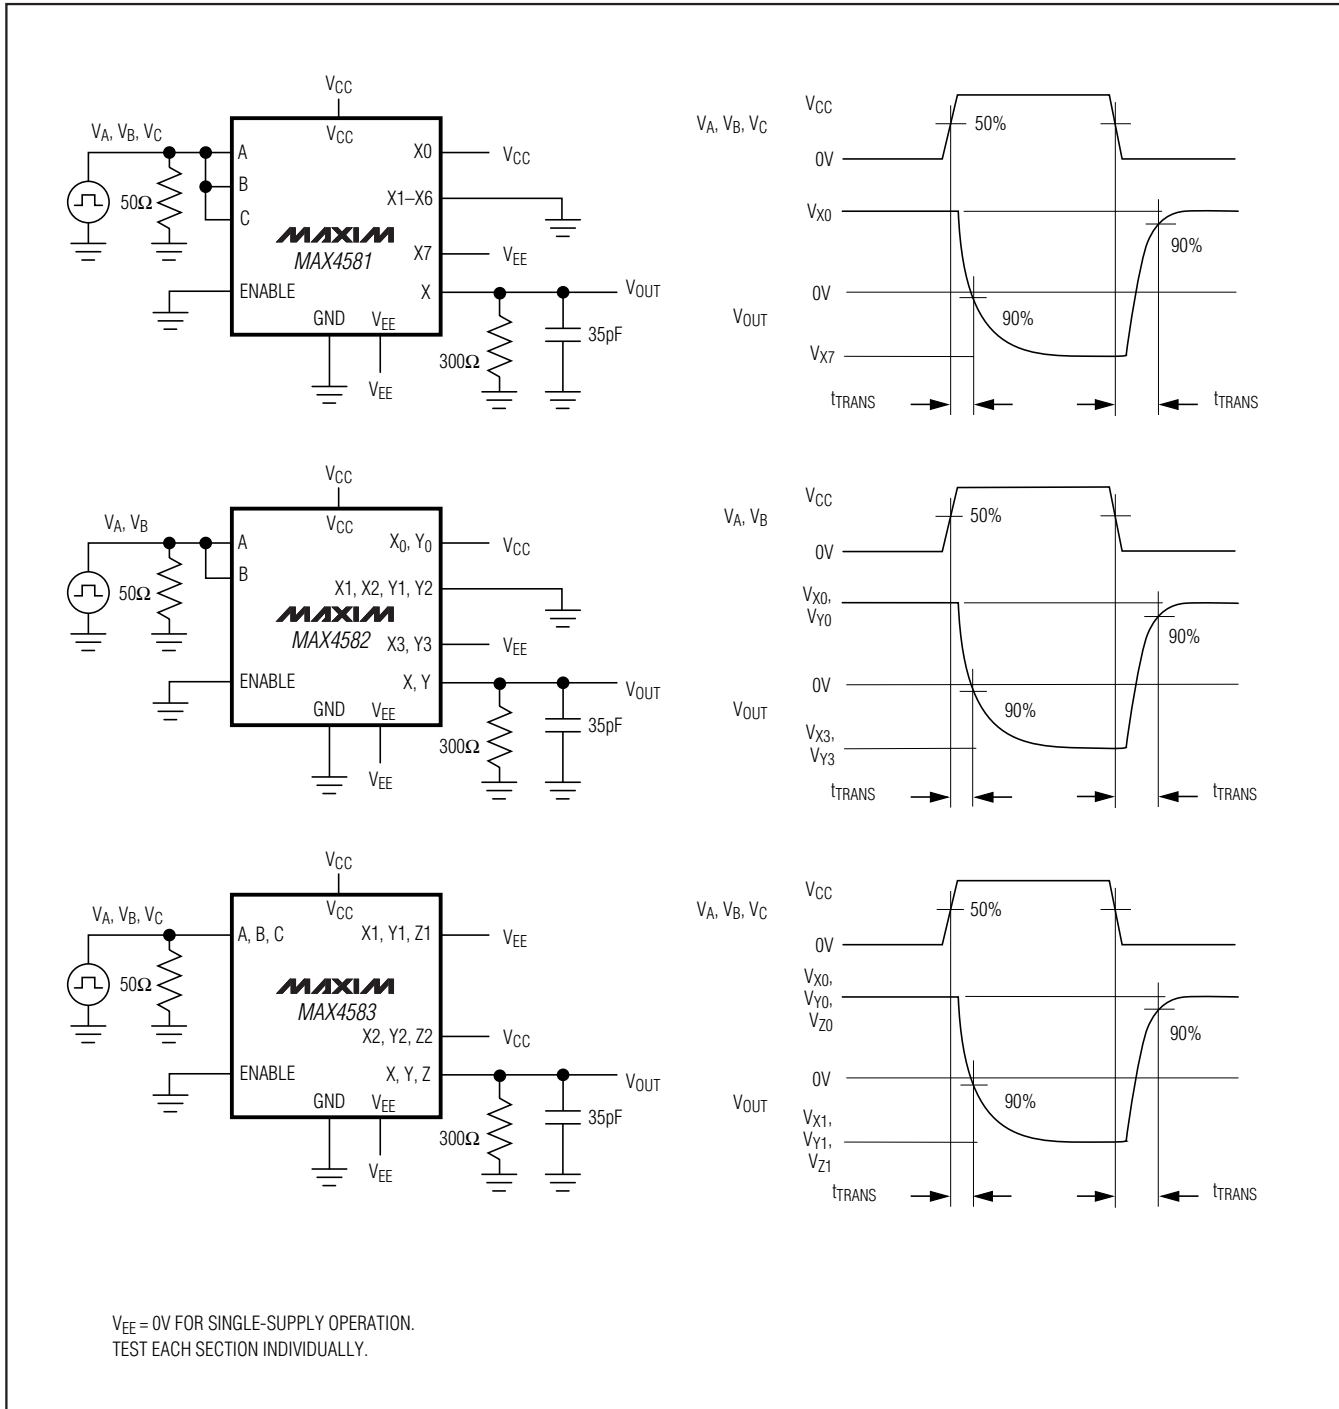 VCC
VCC
VA, VB, VC
A
B
C
50Ω
X0
VCC
X1–X6
MAXIM
MAX4581
X7
VEE
ENABLE
X
VOUT
GND
VEE
300Ω
35pF
VEE
VA, VB, VC
VCC
50%
0V
VX0
90%
0V
VOUT
90%
VX7
tTRANS
tTRANS
VCC
VCC
VA, VB
A
B
50Ω
X0, Y0
VCC
X1, X2, Y1, Y2
MAXIM
MAX4582
X3, Y3
VEE
ENABLE
X, Y
VOUT
GND
VEE
300Ω
35pF
VEE
VA, VB
VCC
50%
0V
VX0,
VY0
90%
0V
VOUT
90%
VX3,
VY3
tTRANS
tTRANS
VCC
VCC
VA, VB, VC
A, B, C
50Ω
X1, Y1, Z1
VEE
MAXIM
MAX4583
X2, Y2, Z2
VCC
ENABLE
X, Y, Z
VOUT
GND
VEE
300Ω
35pF
VEE
VA, VB, VC
VCC
50%
0V
VX0,
VY0,
VZ0
90%
0V
VOUT
90%
VX1,
VY1,
VZ1
tTRANS
tTRANS
VEE = 0V FOR SINGLE-SUPPLY OPERATION.
TEST EACH SECTION INDIVIDUALLY.